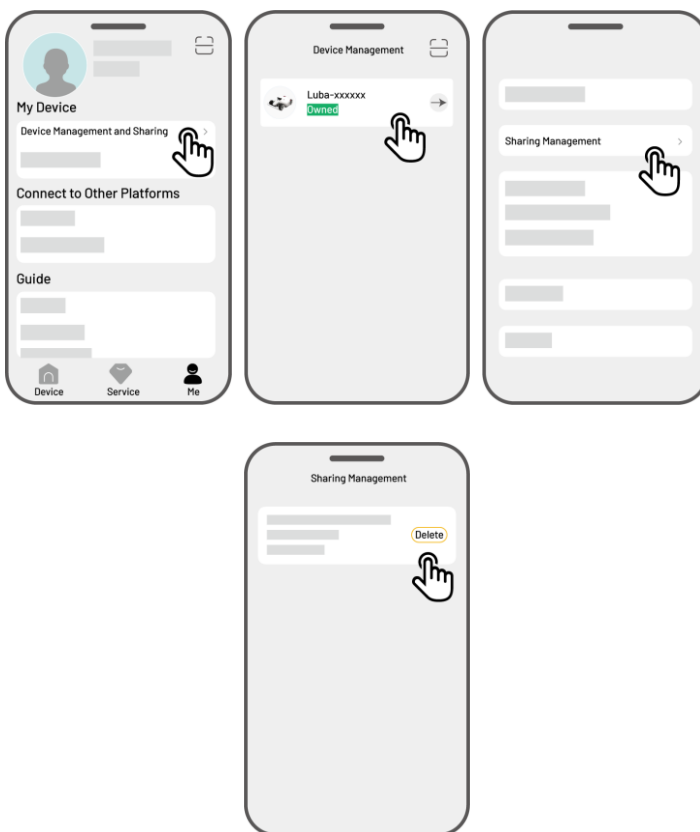 My Device
Device Management and Sharing
Connect to Other Platforms
Guide
Device
Service
Me
Device Management
Luba-xxxxxx
Owned
Sharing Management
Sharing Management
Delete